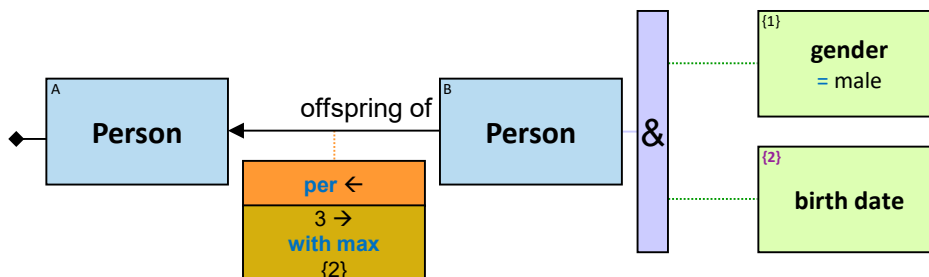 A
Person
offspring of
per ←
3 →
with max
{2}
B
Person
&
{1}
gender
= male
{2}
birth date